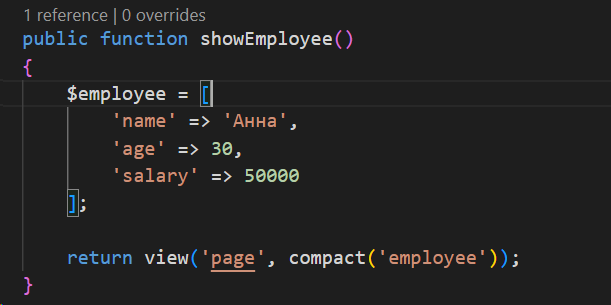 1 reference | 0 overrides
public function showEmployee()
{
$employee = [
'name' => 'Анна',
'age' => 30,
'salary' => 50000
];
return view('page', compact('employee'));
}